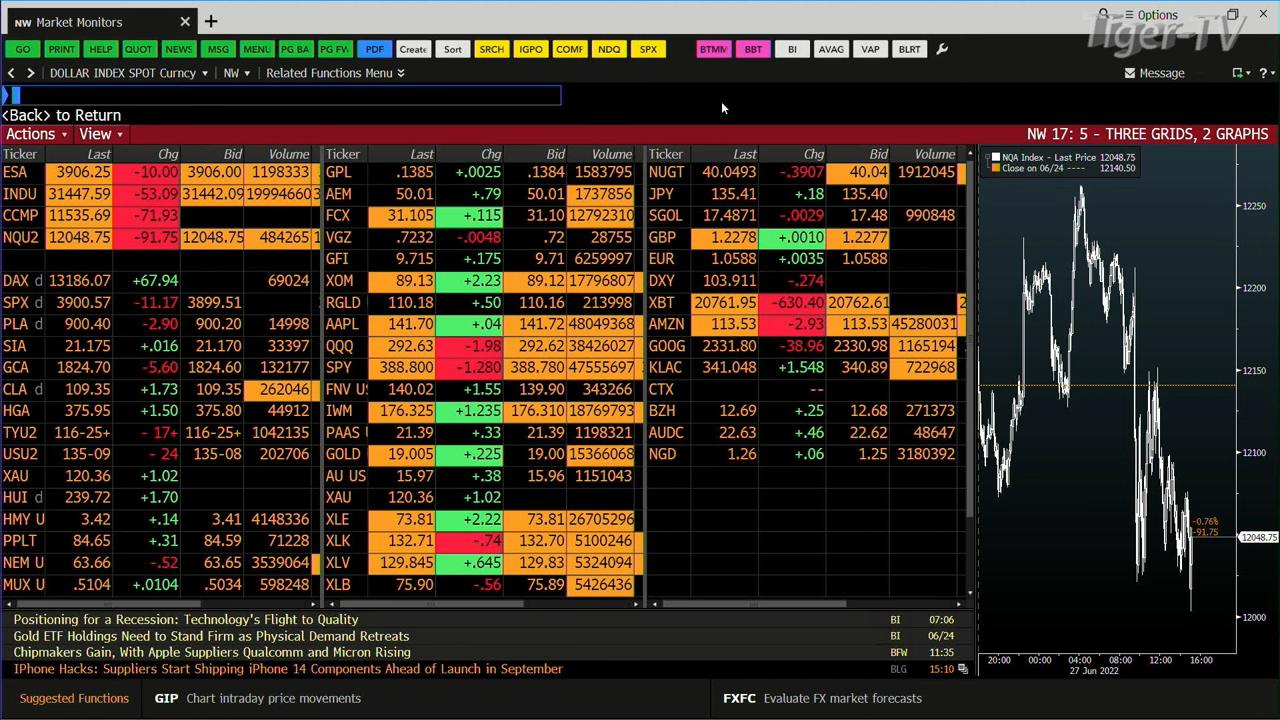 NW Market Monitors
Options
Tiger-TV
GO PRINT HELP QUOT NEWS MSG MENU PG BA PG FW PDF Create Sort SRCH IGPO COMF NDQ SPX BTMM BBT BI AVAG VAP BLRT
DOLLAR INDEX SPOT Curncy NW Related Functions Menu Message ?
<Back> to Return
Actions View NW 17: 5 - THREE GRIDS, 2 GRAPHS
Ticker Last Chg Bid Volume Ticker Last Chg Bid Volume Ticker Last Chg Bid Volume
ESA 3906.25 -10.00 3906.00 1198333 GPL .1385 +.0025 .1384 1583795 NUGT 40.0493 -.3907 40.04 1912045
INDU 31447.59 -53.09 31442.09 199946603 AEM 50.01 +.79 50.01 1737856 JPY 135.41 +.18 135.40
CCMP 11535.69 -71.93 FCX 31.105 +.115 31.10 12792310 SGOL 17.4871 -.0029 17.48 990848
NQU2 12048.75 -91.75 12048.75 484265 VGZ .7232 -.0048 .72 28755 GBP 1.2278 +.0010 1.2277
GFI 9.715 +.175 9.71 6259997 EUR 1.0588 +.0035 1.0588
DAX d 13186.07 +67.94 69024 XOM 89.13 +2.23 89.12 17796807 DXY 103.911 -.274
SPX d 3900.57 -11.17 3899.51 RGLD 110.18 +.50 110.16 213998 XBT 20761.95 -630.40 20762.61
PLA d 900.40 -2.90 900.20 14998 AAPL 141.70 +.04 141.72 48049368 AMZN 113.53 -2.93 113.53 45280031
SIA 21.175 +.016 21.170 33397 QQQ 292.63 -1.98 292.62 38426027 GOOG 2331.80 -38.96 2330.98 1165194
GCA 1824.70 -5.60 1824.60 132177 SPY 388.800 -1.280 388.780 47555697 KLAC 341.048 +1.548 340.89 722968
CLA d 109.35 +1.73 109.35 262046 FNV US 140.02 +1.55 139.90 343266 CTX --
HGA 375.95 +1.50 375.80 44912 IWM 176.325 +1.235 176.310 18769793 BZH 12.69 +.25 12.68 271373
TYU2 116-25+ - 17+ 116-25+ 1042135 PAAS U 21.39 +.33 21.39 1198321 AUDC 22.63 +.46 22.62 48647
USU2 135-09 - 24 135-08 202706 GOLD 19.005 +.225 19.00 15366068 NGD 1.26 +.06 1.25 3180392
XAU 120.36 +1.02 AU US 15.97 +.38 15.96 1151043
HUI d 239.72 +1.70 XAU 120.36 +1.02
HMY U 3.42 +.14 3.41 4148336 XLE 73.81 +2.22 73.81 26705296
PPLT 84.65 +.31 84.59 71228 XLK 132.71 -.74 132.70 5100246
NEM U 63.66 -.52 63.65 3539064 XLV 129.845 +.645 129.83 5324094
MUX U .5104 +.0104 .5034 598248 XLB 75.90 -.56 75.89 5426436
NQA Index - Last Price 12048.75
Close on 06/24 ---- 12140.50
12250
12200
12150
12100
-0.76%
-91.75
12048.75
12000
20:00 00:00 04:00 08:00 12:00 16:00
27 Jun 2022
Positioning for a Recession: Technology's Flight to Quality BI 07:06
Gold ETF Holdings Need to Stand Firm as Physical Demand Retreats BI 06/24
Chipmakers Gain, With Apple Suppliers Qualcomm and Micron Rising BFW 11:35
IPhone Hacks: Suppliers Start Shipping iPhone 14 Components Ahead of Launch in September BLG 15:10
Suggested Functions GIP Chart intraday price movements FXFC Evaluate FX market forecasts